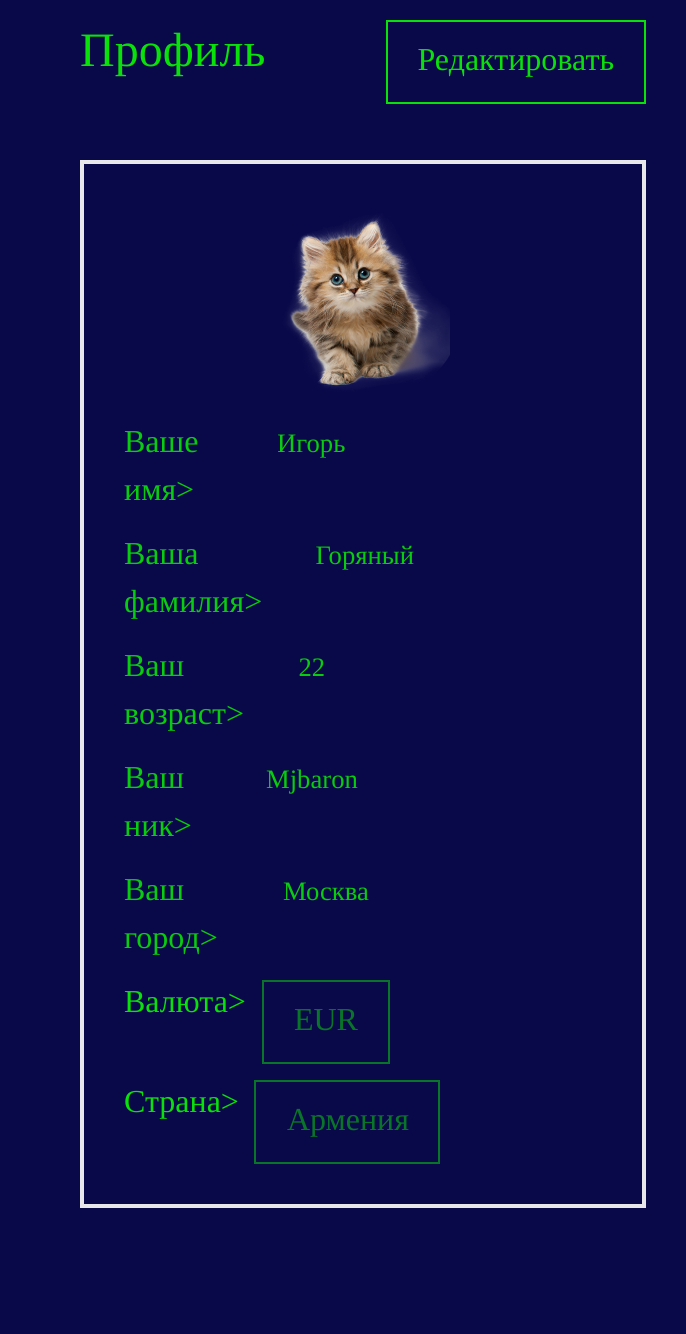 Профиль
Редактировать
Ваше имя>
Игорь
Ваша фамилия>
Горяный
Ваш возраст>
22
Ваш ник>
Mjbaron
Ваш город>
Москва
Валюта>
EUR
Страна>
Армения